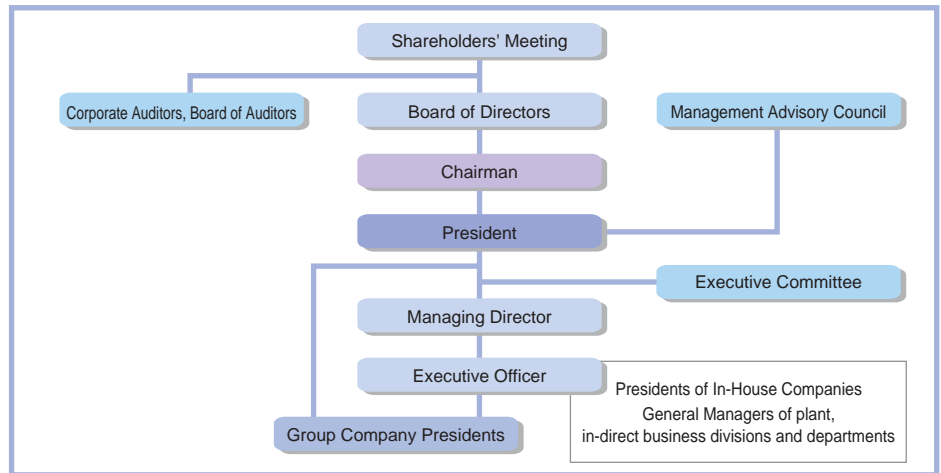 Shareholders' Meeting
Corporate Auditors, Board of Auditors
Board of Directors
Management Advisory Council
Chairman
President
Executive Committee
Managing Director
Executive Officer
Presidents of In-House Companies
General Managers of plant,
in-direct business divisions and departments
Group Company Presidents